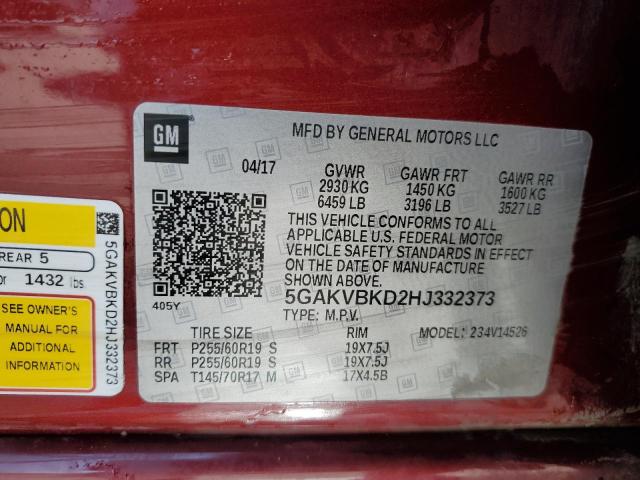 GM
MFD BY GENERAL MOTORS LLC
04/17
GVWR GAWR FRT GAWR RR
2930 KG 1450 KG 1600 KG
6459 LB 3196 LB 3527 LB
THIS VEHICLE CONFORMS TO ALL
APPLICABLE U.S. FEDERAL MOTOR
VEHICLE SAFETY STANDARDS IN EFFECT
ON THE DATE OF MANUFACTURE
SHOWN ABOVE.
405Y
5GAKVBKD2HJ332373
TYPE: M.P.V. MODEL: 234V14526
TIRE SIZE RIM
FRT P255/60R19 S 19X7.5J
RR P255/60R19 S 19X7.5J
SPA T145/70R17 M 17X4.5B
ON
REAR 5
or 1432 lbs.
SEE OWNER'S
MANUAL FOR
ADDITIONAL
INFORMATION
5GAKVBKD2HJ332373